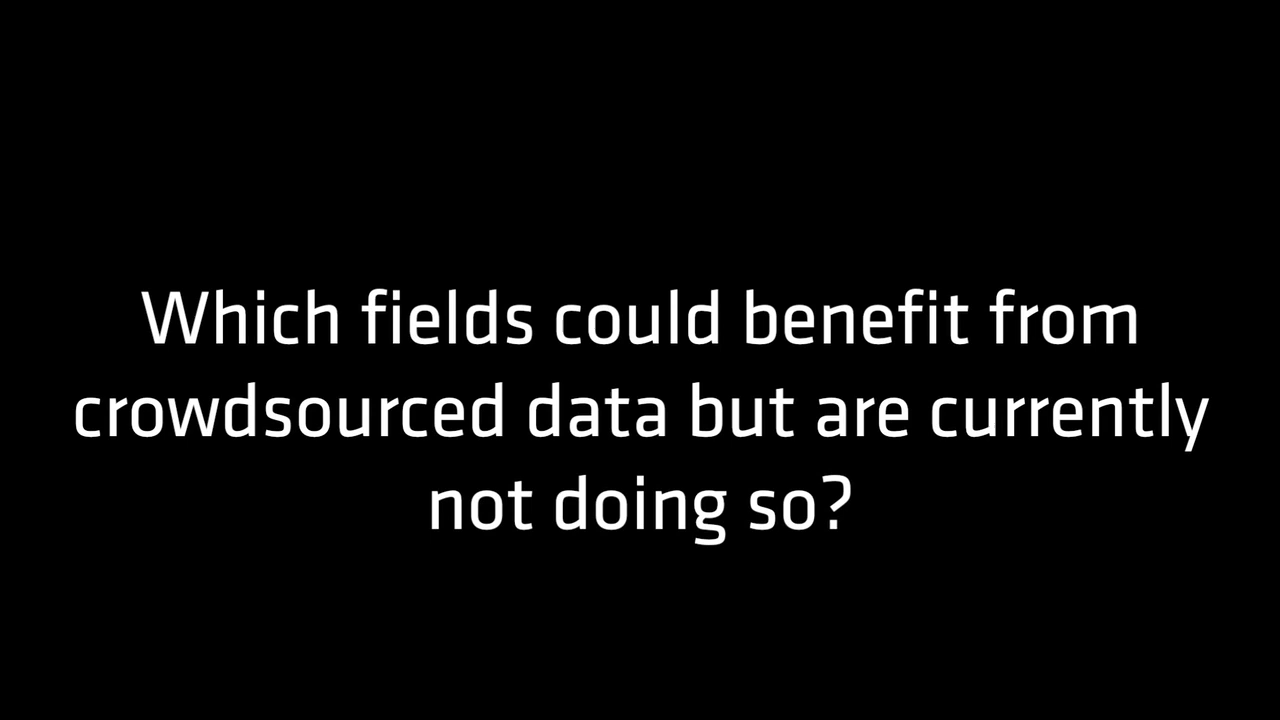 Which fields could benefit from
crowdsourced data but are currently
not doing so?